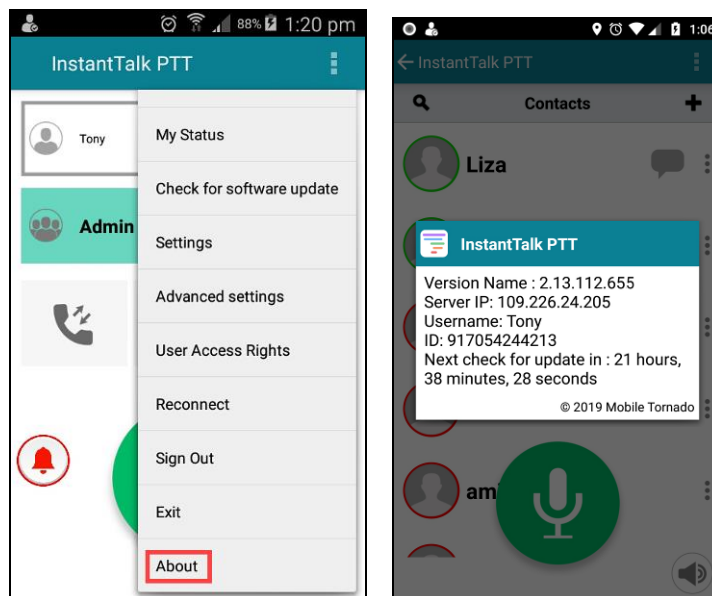 88% 1:20 pm
InstantTalk PTT
Tony
Admin
My Status
Check for software update
Settings
Advanced settings
User Access Rights
Reconnect
Sign Out
Exit
About
1:06
InstantTalk PTT
Contacts
Liza
InstantTalk PTT
Version Name : 2.13.112.655
Server IP: 109.226.24.205
Username: Tony
ID: 917054244213
Next check for update in : 21 hours,
38 minutes, 28 seconds
© 2019 Mobile Tornado
am